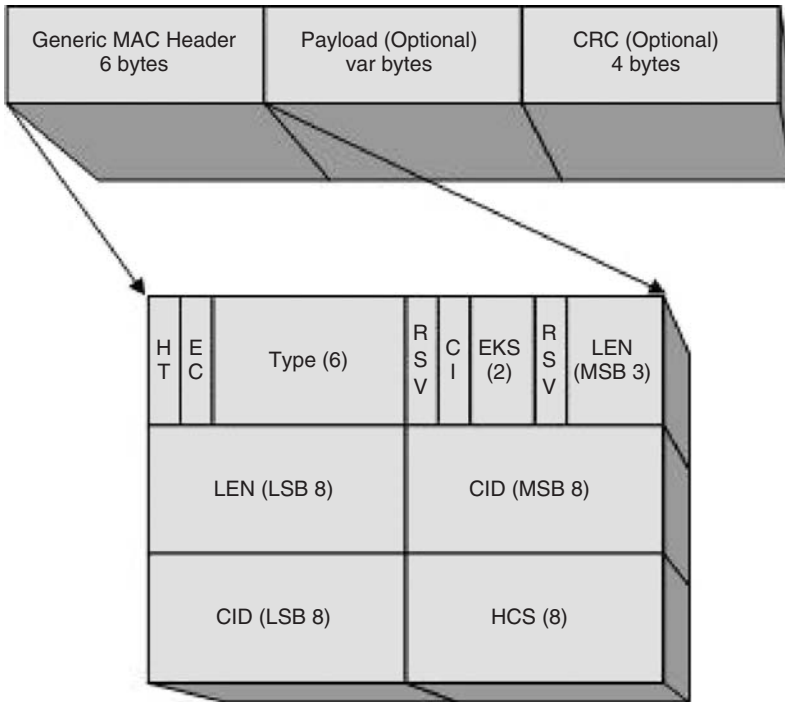 Generic MAC Header
6 bytes
Payload (Optional)
var bytes
CRC (Optional)
4 bytes
H
T
E
C
Type (6)
R
S
V
C
I
EKS
(2)
R
S
V
LEN
(MSB 3)
LEN (LSB 8)
CID (MSB 8)
CID (LSB 8)
HCS (8)